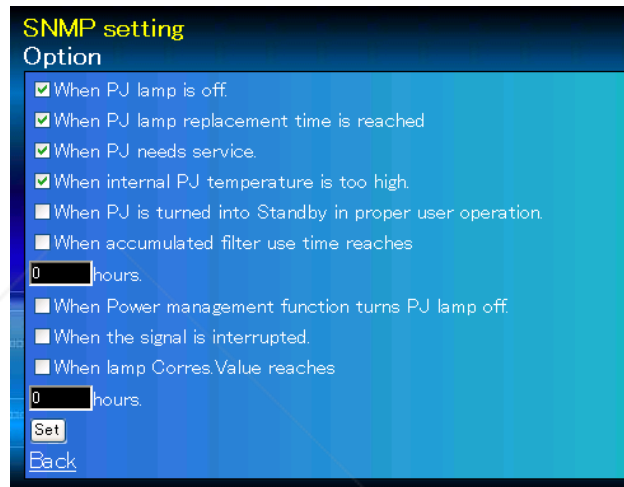 SNMP setting
Option
When PJ lamp is off.
When PJ lamp replacement time is reached
When PJ needs service.
When internal PJ temperature is too high.
When PJ is turned into Standby in proper user operation.
When accumulated filter use time reaches
0 hours.
When Power management function turns PJ lamp off.
When the signal is interrupted.
When lamp Corres.Value reaches
0 hours.
Set
Back